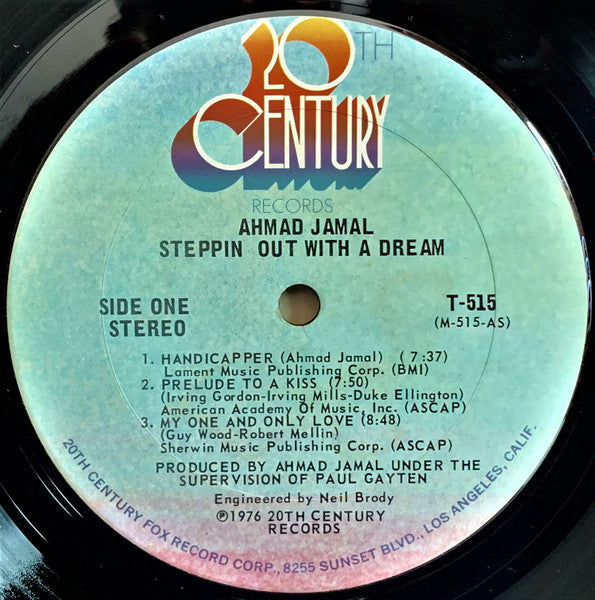 20TH
CENTURY
RECORDS
AHMAD JAMAL
STEPPIN OUT WITH A DREAM
SIDE ONE
STEREO
T-515
(M-515-AS)
1. HANDICAPPER (Ahmad Jamal) (7:37)
Lament Music Publishing Corp. (BMI)
2. PRELUDE TO A KISS (7:50)
(Irving Gordon-Irving Mills-Duke Ellington)
American Academy Of Music, Inc. (ASCAP)
3. MY ONE AND ONLY LOVE (8:48)
(Guy Wood-Robert Mellin)
Sherwin Music Publishing Corp. (ASCAP)
PRODUCED BY AHMAD JAMAL UNDER THE
SUPERVISION OF PAUL GAYTEN
Engineered by Neil Brody
℗1976 20TH CENTURY
RECORDS
20TH CENTURY FOX RECORD CORP., 8255 SUNSET BLVD., LOS ANGELES, CALIF.